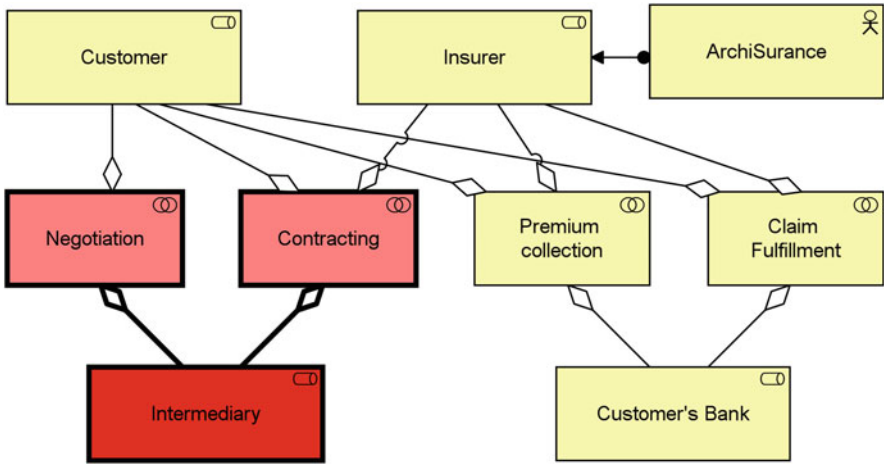 Customer
Insurer
ArchiSurance
Negotiation
Contracting
Premium
collection
Claim
Fulfillment
Intermediary
Customer's Bank